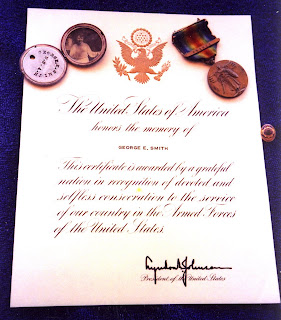 The United States of America
honors the memory of
GEORGE E. SMITH
This certificate is awarded by a grateful
nation in recognition of devoted and
selfless consecration to the service
of our country in the Armed Forces
of the United States.
Lyndon B. Johnson
President of the United States